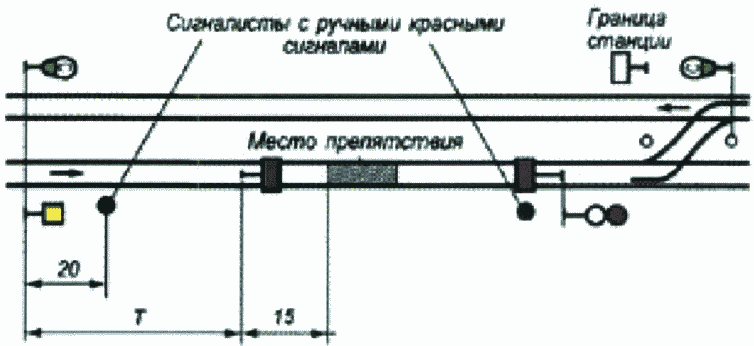 Сигналисты с ручными красными
сигналами
Граница
станции
Место препятствия
20
Т
15